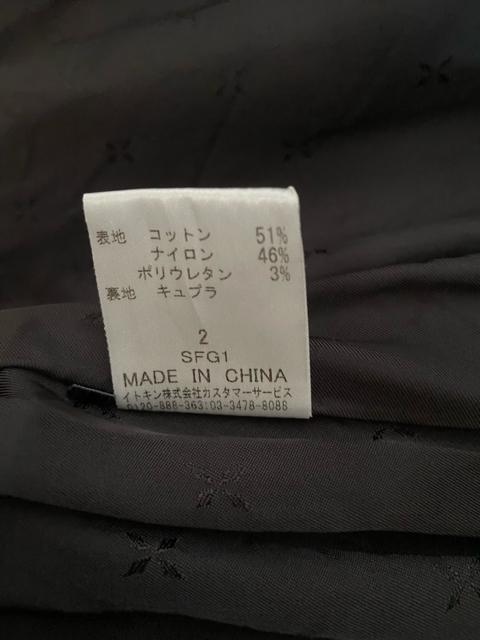 表地 コットン 51%
ナイロン 46%
ポリウレタン 3%
裏地 キュプラ
2
SFG1
MADE IN CHINA
イトキン株式会社カスタマーサービス
0120-888-363:03-3478-8088